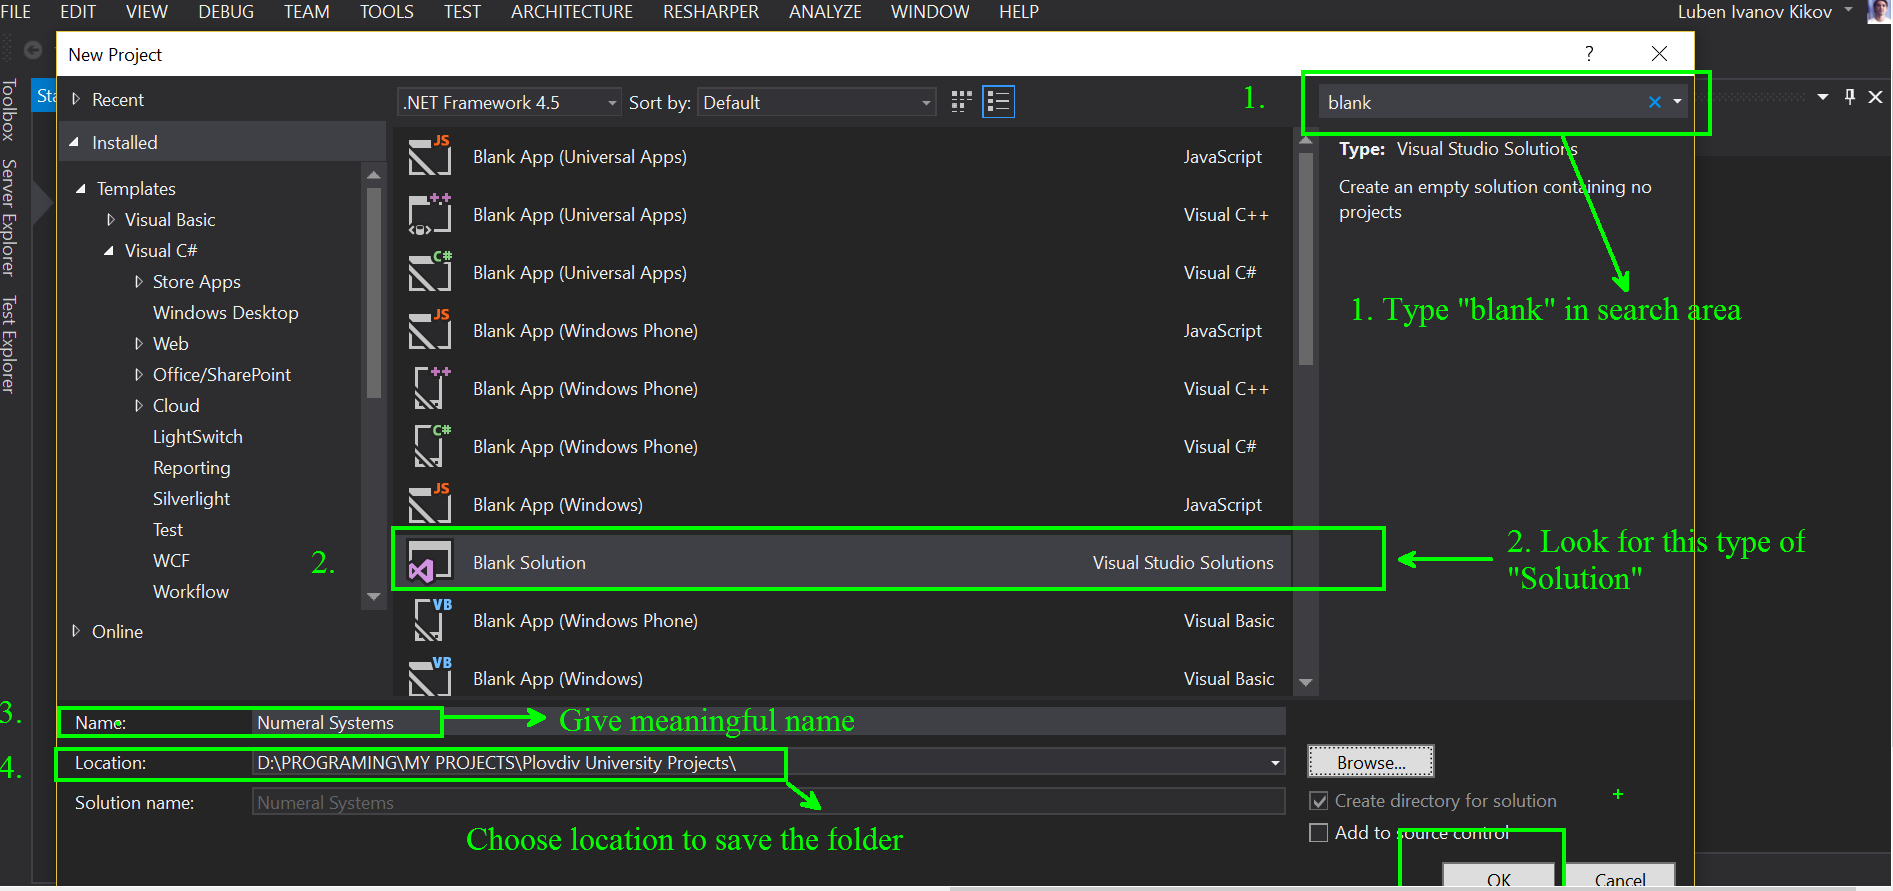 FILE EDIT VIEW DEBUG TEAM TOOLS TEST ARCHITECTURE RESHARPER ANALYZE WINDOW HELP Luben Ivanov Kikov
New Project ?
Toolbox
Server Explorer
Test Explorer
Sta
Recent
Installed
Templates
Visual Basic
Visual C#
Store Apps
Windows Desktop
Web
Office/SharePoint
Cloud
LightSwitch
Reporting
Silverlight
Test
WCF
Workflow
Online
.NET Framework 4.5 Sort by: Default
1.
blank
JS Blank App (Universal Apps) JavaScript
++ Blank App (Universal Apps) Visual C++
C# Blank App (Universal Apps) Visual C#
JS Blank App (Windows Phone) JavaScript
++ Blank App (Windows Phone) Visual C++
C# Blank App (Windows Phone) Visual C#
JS Blank App (Windows) JavaScript
2. Blank Solution Visual Studio Solutions
VB Blank App (Windows Phone) Visual Basic
VB Blank App (Windows) Visual Basic
Type: Visual Studio Solutions
Create an empty solution containing no
projects
1. Type "blank" in search area
2. Look for this type of
"Solution"
3. Name: Numeral Systems Give meaningful name
4. Location: D:\PROGRAMING\MY PROJECTS\Plovdiv University Projects\ Browse...
Solution name: Numeral Systems Create directory for solution
Choose location to save the folder
Add to source control
OK Cancel